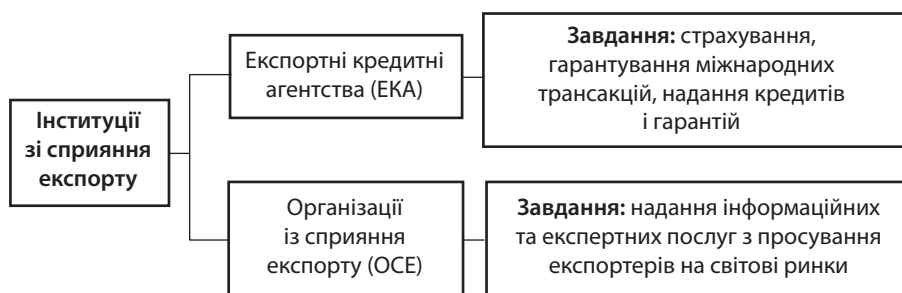 Інституції
зі сприяння
експорту
Експортні кредитні
агентства (ЕКА)
Завдання: страхування,
гарантування міжнародних
трансакцій, надання кредитів
і гарантій
Організації
із сприяння
експорту (ОСЕ)
Завдання: надання інформаційних
та експертних послуг з просування
експортерів на світові ринки